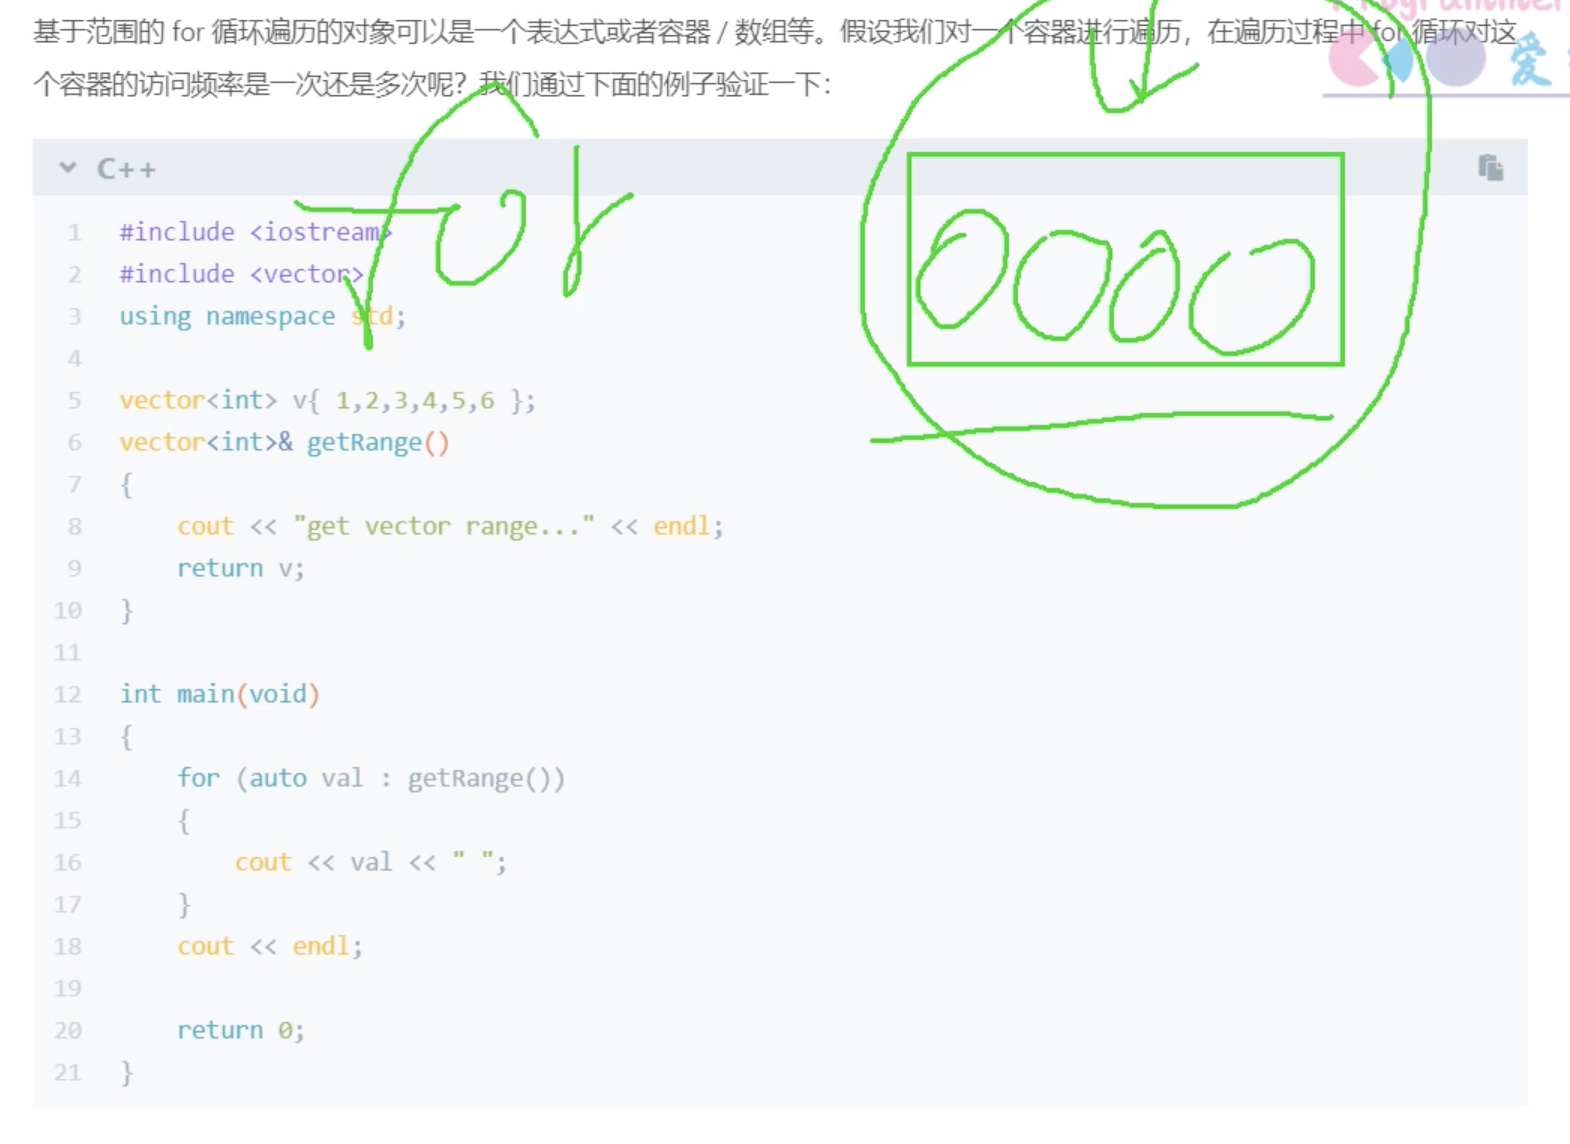 Programmer
基于范围的 for 循环遍历的对象可以是一个表达式或者容器 / 数组等。假设我们对一个容器进行遍历，在遍历过程中 for 循环对这
个容器的访问频率是一次还是多次呢？我们通过下面的例子验证一下：
爱
C++
for
1 #include <iostream>
2 #include <vector>
3 using namespace std;
4
5 vector<int> v{ 1,2,3,4,5,6 };
6 vector<int>& getRange()
7 {
8 cout << "get vector range..." << endl;
9 return v;
10 }
11
12 int main(void)
13 {
14 for (auto val : getRange())
15 {
16 cout << val << " ";
17 }
18 cout << endl;
19
20 return 0;
21 }